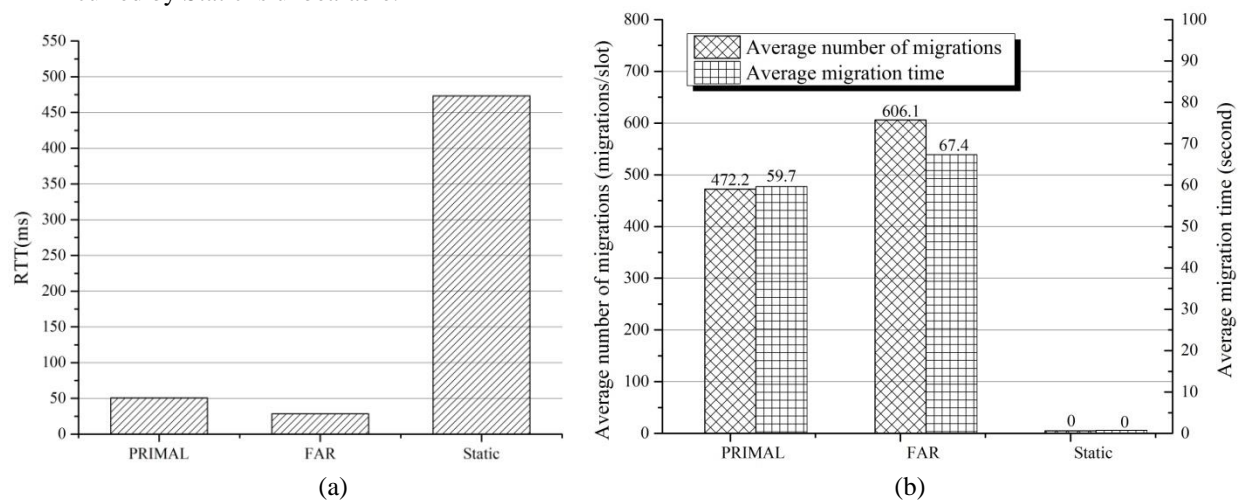 550
500
450
400
350
300
250
200
150
100
50
0
RTT(ms)
PRIMAL
FAR
Static
(a)
800
700
600
500
400
300
200
100
0
Average number of migrations (migrations/slot)
Average number of migrations
Average migration time
472.2
59.7
606.1
67.4
0
0
PRIMAL
FAR
Static
100
90
80
70
60
50
40
30
20
10
0
Average migration time (second)
(b)